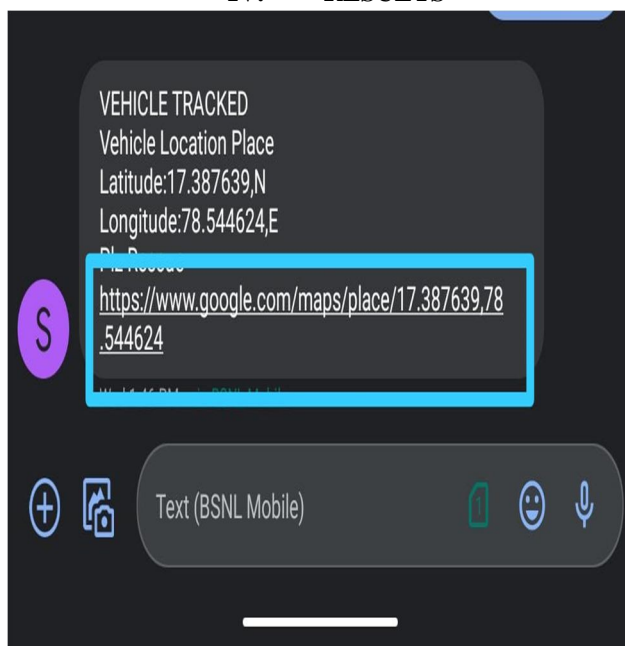 VEHICLE TRACKED
Vehicle Location Place
Latitude:17.387639,N
Longitude:78.544624,E
https://www.google.com/maps/place/17.387639,78
.544624
S
Text (BSNL Mobile)
1